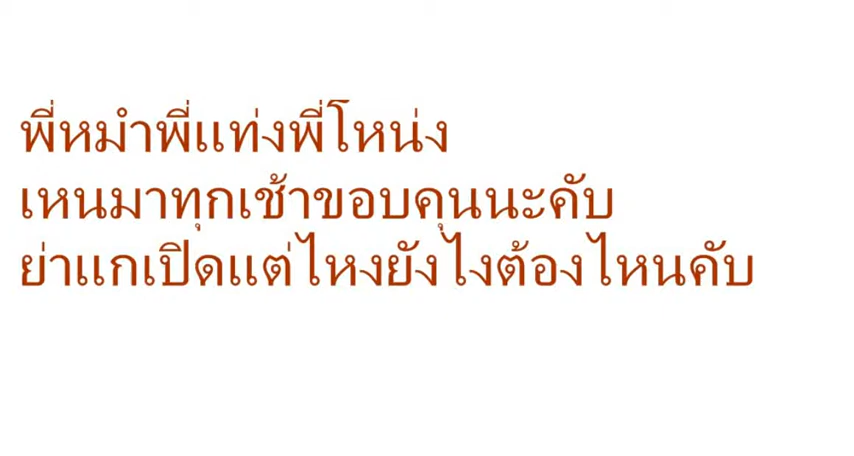 พี่หมำพี่แท่งพี่โหน่ง
เหนมาทุกเช้าขอบคุนนะคับ
ย่าแกเปิดแต่ไหงยังไงต้องไหนคับ